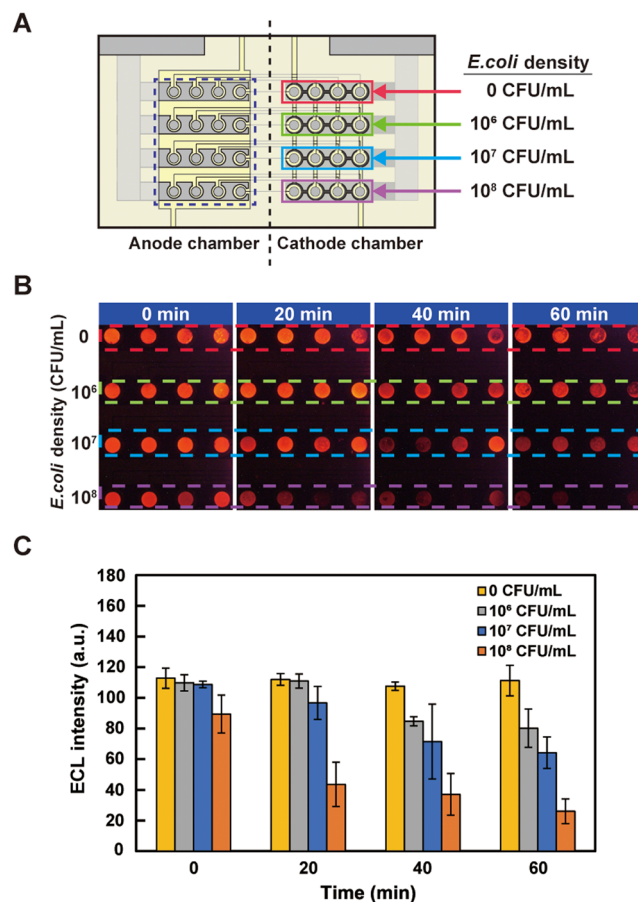 A
E.coli density
0 CFU/mL
10⁶ CFU/mL
10⁷ CFU/mL
10⁸ CFU/mL
Anode chamber
Cathode chamber
B
0 min
20 min
40 min
60 min
E.coli density (CFU/mL)
0
10⁶
10⁷
10⁸
C
ECL intensity (a.u.)
180
160
140
120
100
80
60
40
20
0
0 CFU/mL
10⁶ CFU/mL
10⁷ CFU/mL
10⁸ CFU/mL
0
20
40
60
Time (min)